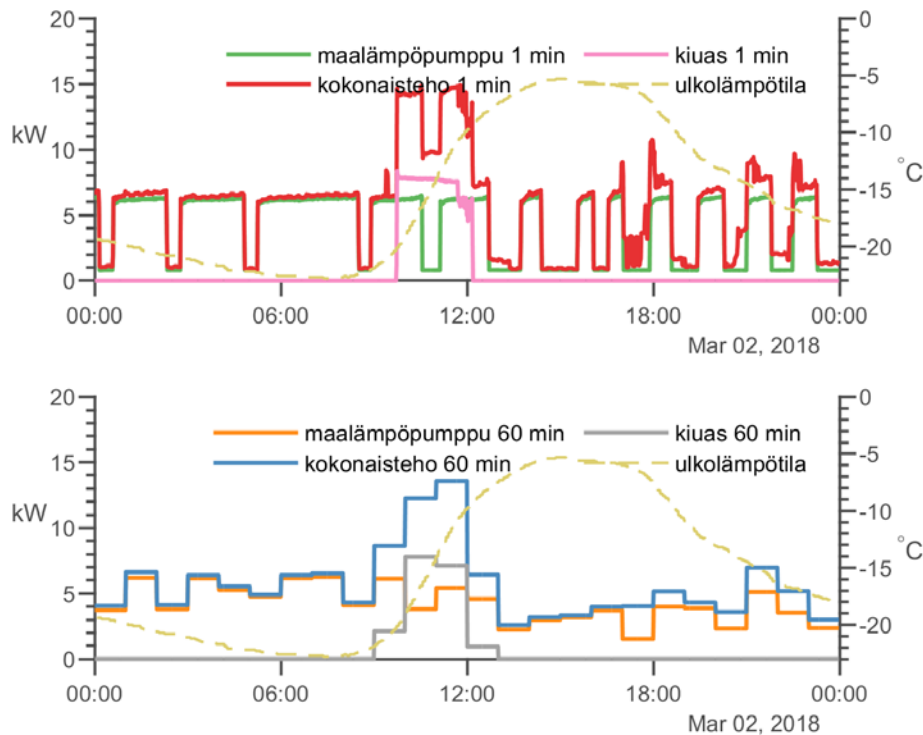 20
0
maalämpöpumppu 1 min
kiuas 1 min
kokonaisteho 1 min
ulkolämpötila
15
-5
kW
10
-10
°C
-15
5
-20
0
00:00
06:00
12:00
18:00
00:00
Mar 02, 2018
20
0
maalämpöpumppu 60 min
kiuas 60 min
kokonaisteho 60 min
ulkolämpötila
15
-5
kW
10
-10
°C
-15
5
-20
0
00:00
06:00
12:00
18:00
00:00
Mar 02, 2018